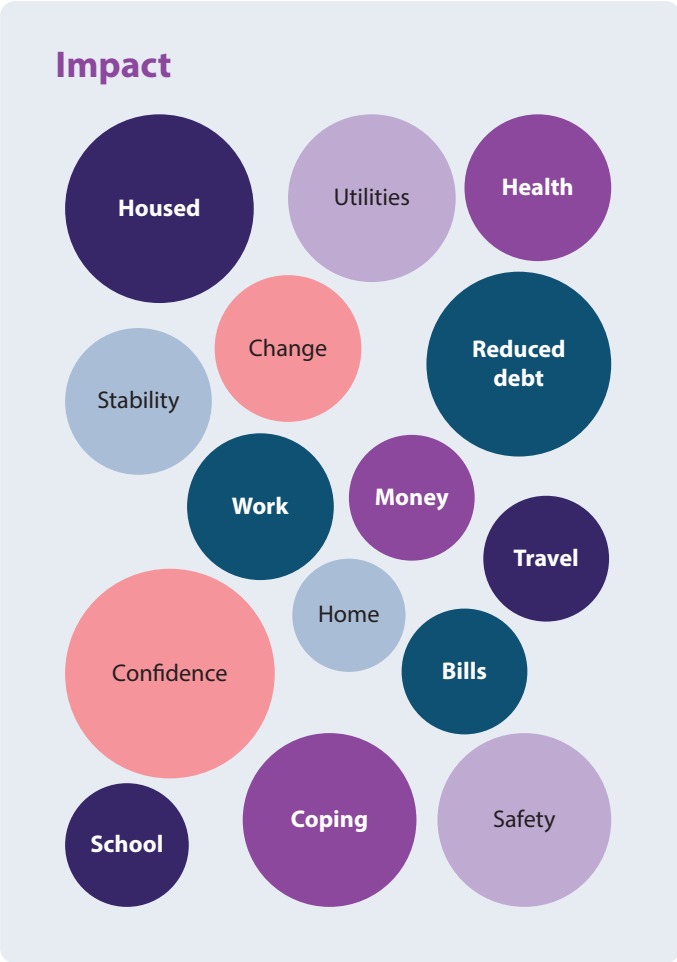 Impact
Housed
Utilities
Health
Change
Reduced
debt
Stability
Work
Money
Travel
Home
Confidence
Bills
Coping
Safety
School